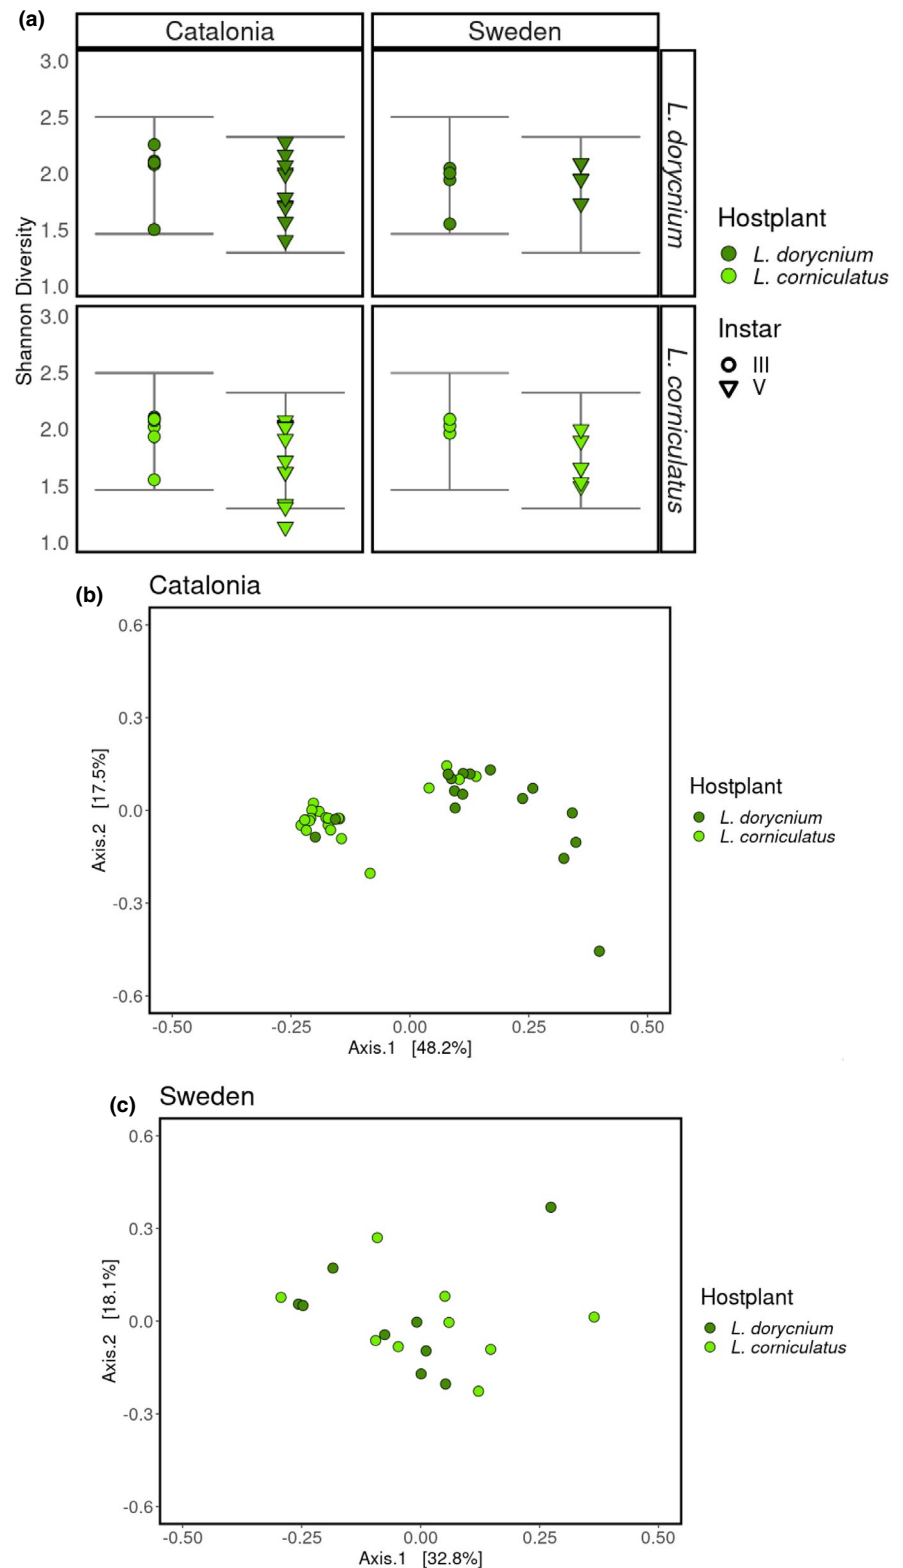 (a)
Catalonia
Sweden
3.0
2.5
2.0
1.5
1.0
L. dorycnium
3.0
2.5
2.0
1.5
1.0
L. corniculatus
Shannon Diversity
Hostplant
L. dorycnium
L. corniculatus
Instar
III
V
(b)
Catalonia
0.6
0.3
0.0
-0.3
-0.6
Axis.2 [17.5%]
-0.50 -0.25 0.00 0.25 0.50
Axis.1 [48.2%]
Hostplant
L. dorycnium
L. corniculatus
(c)
Sweden
0.6
0.3
0.0
-0.3
-0.6
Axis.2 [18.1%]
-0.50 -0.25 0.00 0.25 0.50
Axis.1 [32.8%]
Hostplant
L. dorycnium
L. corniculatus